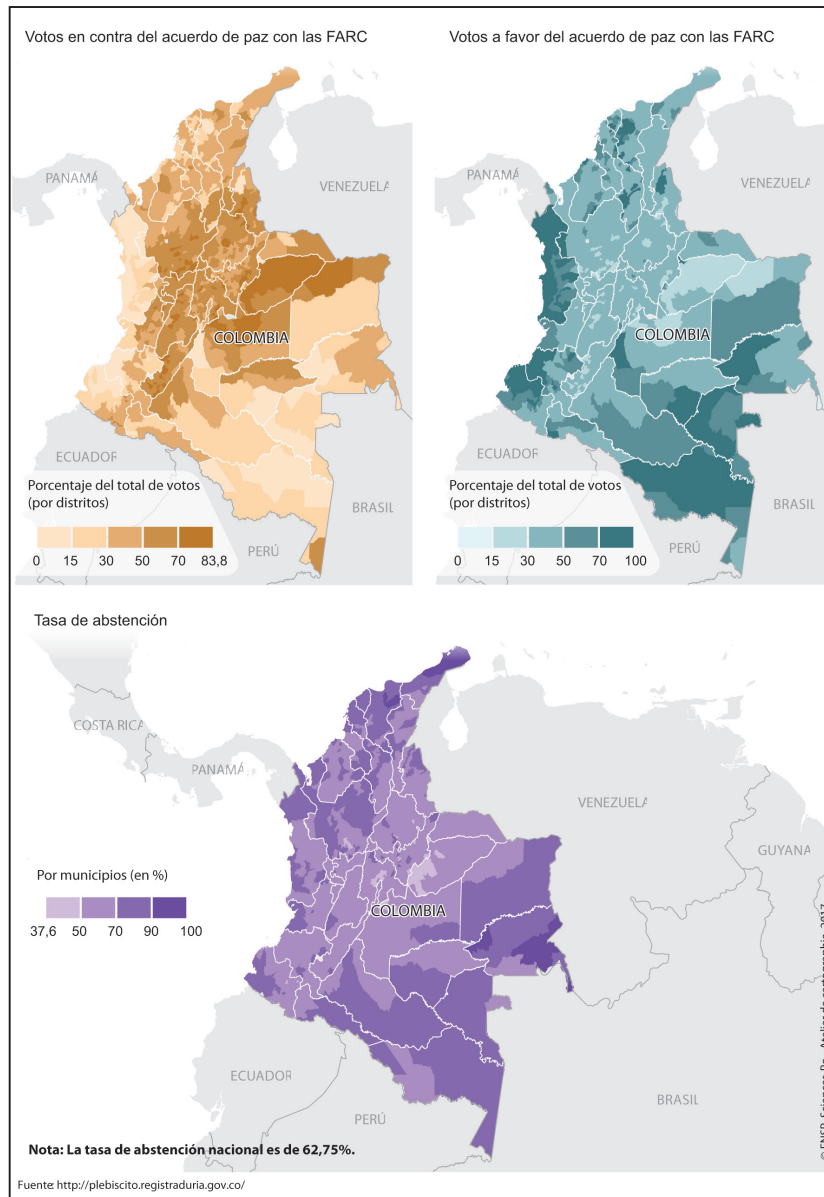 Votos en contra del acuerdo de paz con las FARC
PANAMÁ
VENEZUELA
COLOMBIA
ECUADOR
BRASIL
PERÚ
Porcentaje del total de votos
(por distritos)
0 15 30 50 70 83,8
Votos a favor del acuerdo de paz con las FARC
PANAMÁ
VENEZUELA
COLOMBIA
ECUADOR
BRASIL
PERÚ
Porcentaje del total de votos
(por distritos)
0 15 30 50 70 100
Tasa de abstención
COSTA RICA
PANAMÁ
VENEZUELA
GUYANA
COLOMBIA
ECUADOR
PERÚ
BRASIL
Por municipios (en %)
37,6 50 70 90 100
Nota: La tasa de abstención nacional es de 62,75%.
Fuente: http://plebiscito.registraduria.gov.co/